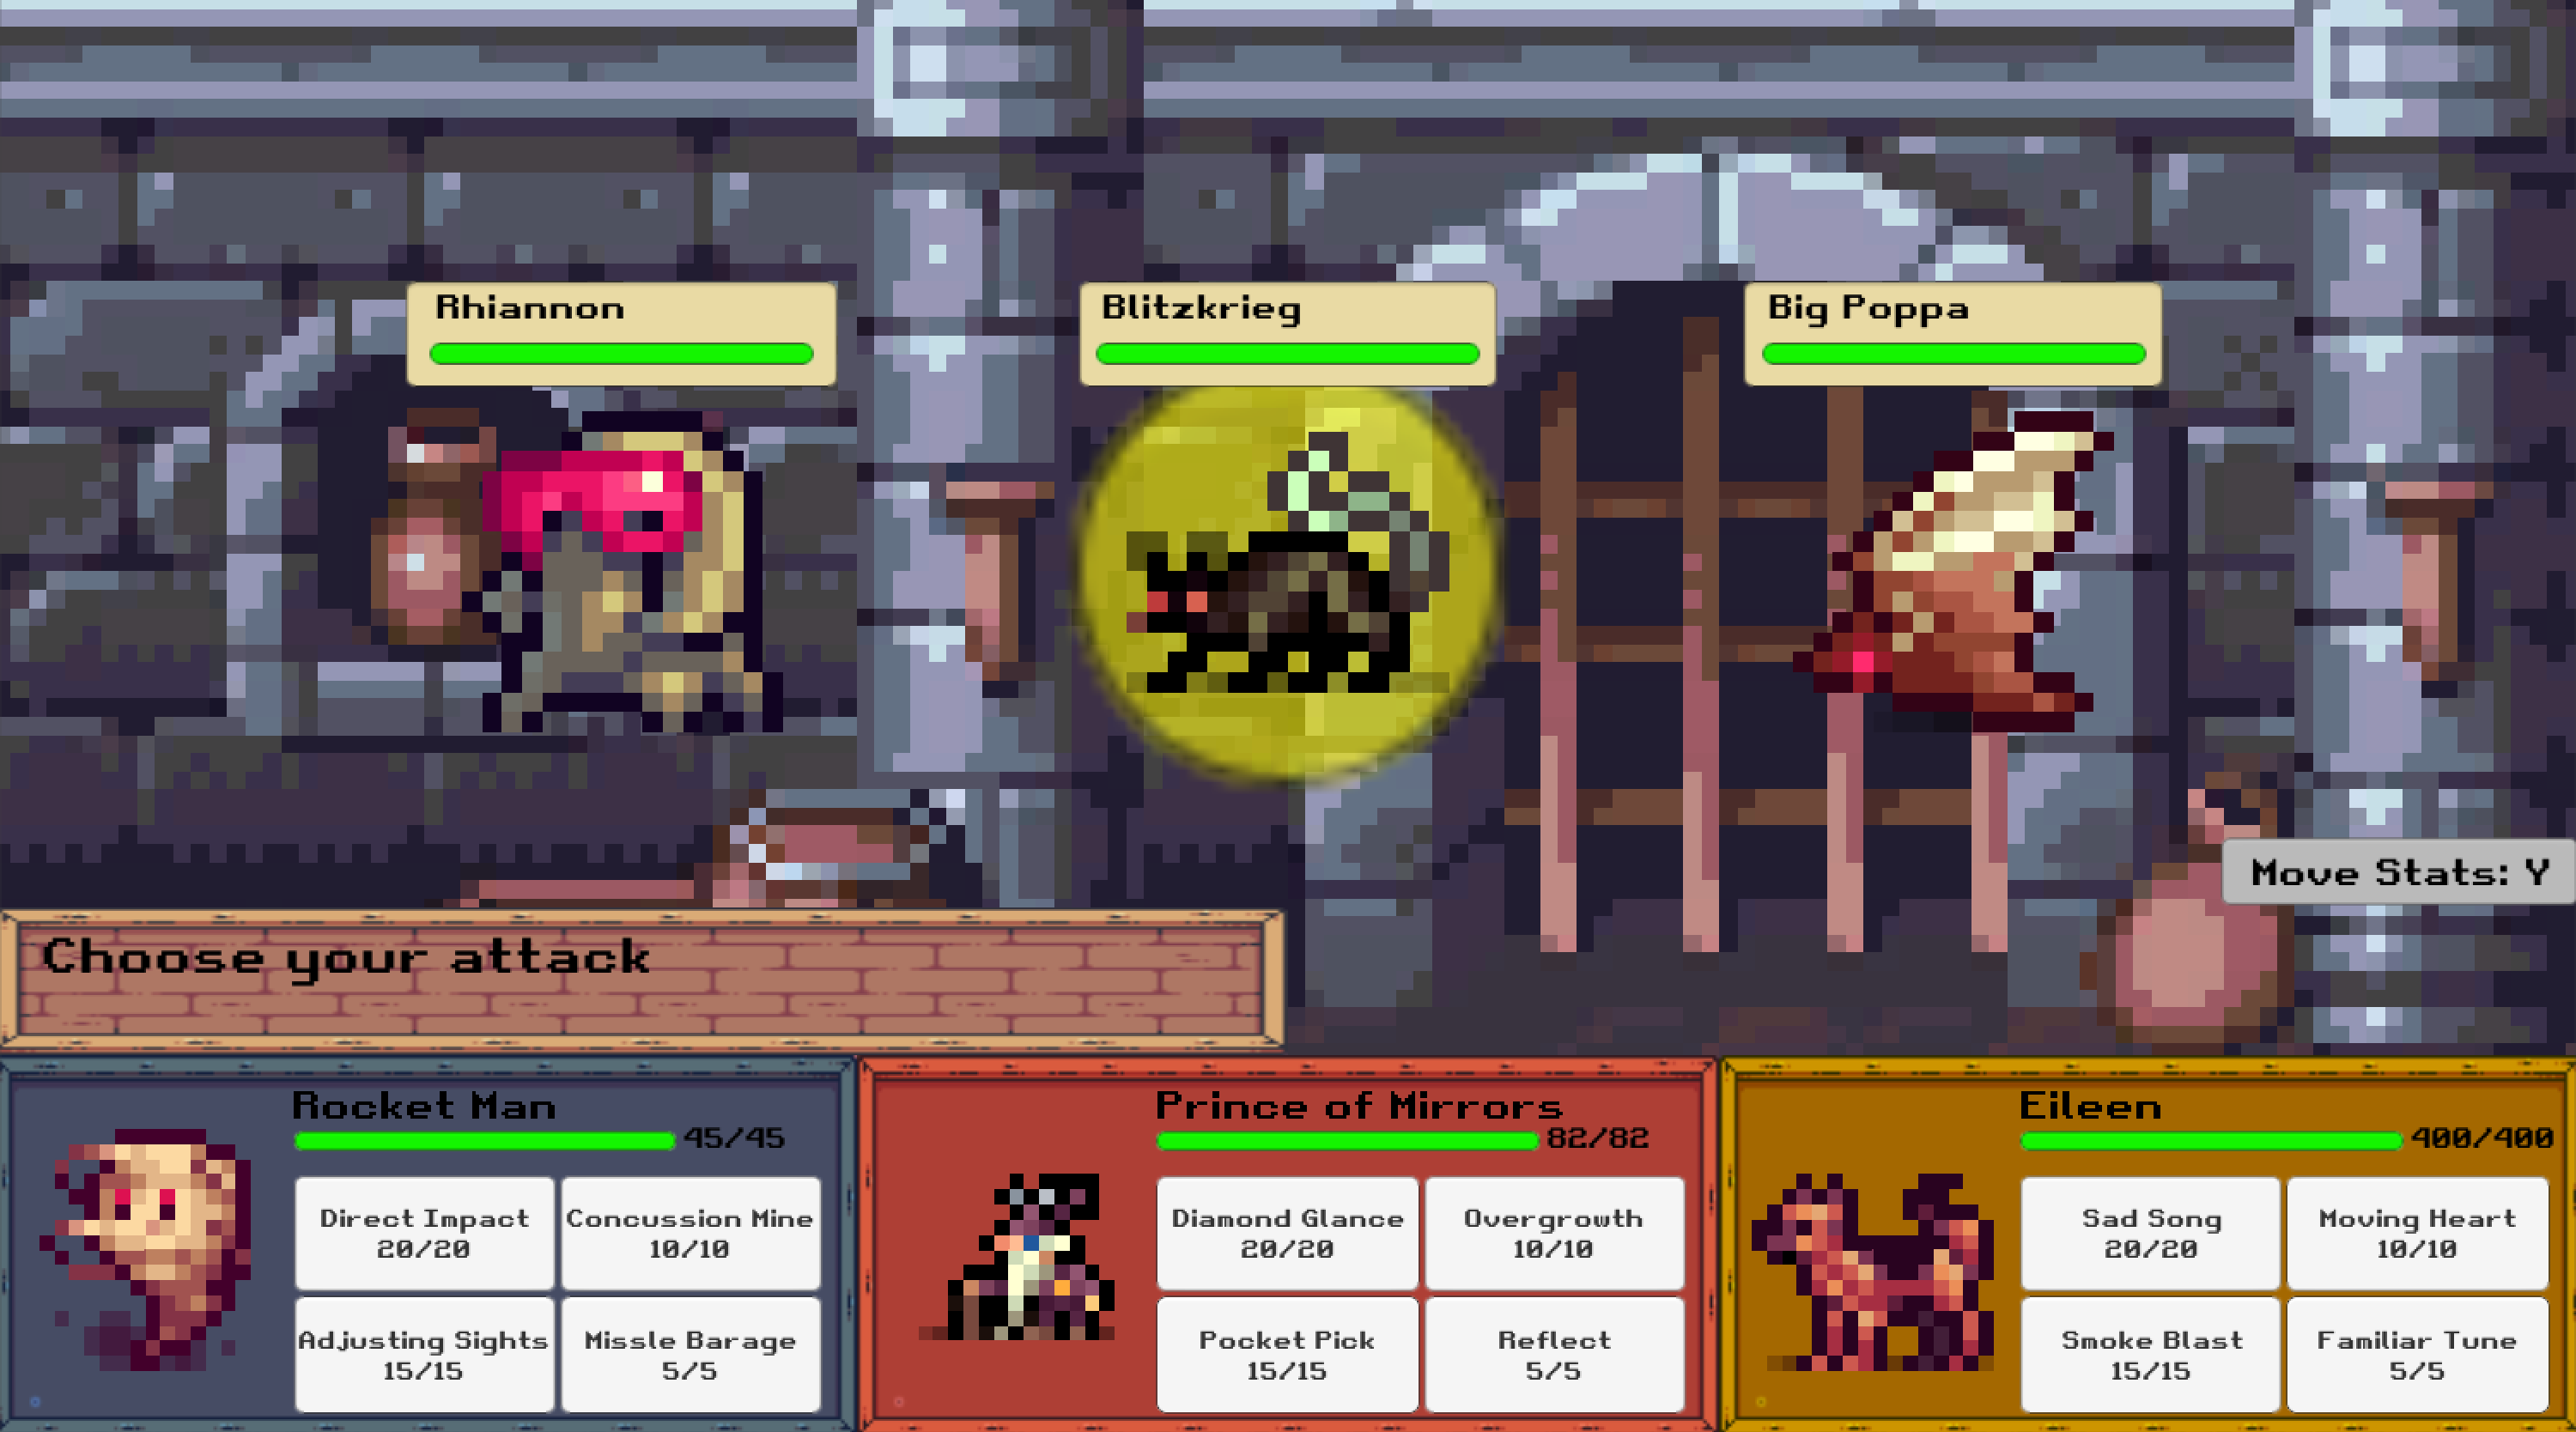 Rhiannon
Blitzkrieg
Big Poppa
Move Stats: Y
Choose your attack
Rocket Man
45/45
Direct Impact
20/20
Concussion Mine
10/10
Adjusting Sights
15/15
Missle Barage
5/5
Prince of Mirrors
82/82
Diamond Glance
20/20
Overgrowth
10/10
Pocket Pick
15/15
Reflect
5/5
Eileen
400/400
Sad Song
20/20
Moving Heart
10/10
Smoke Blast
15/15
Familiar Tune
5/5